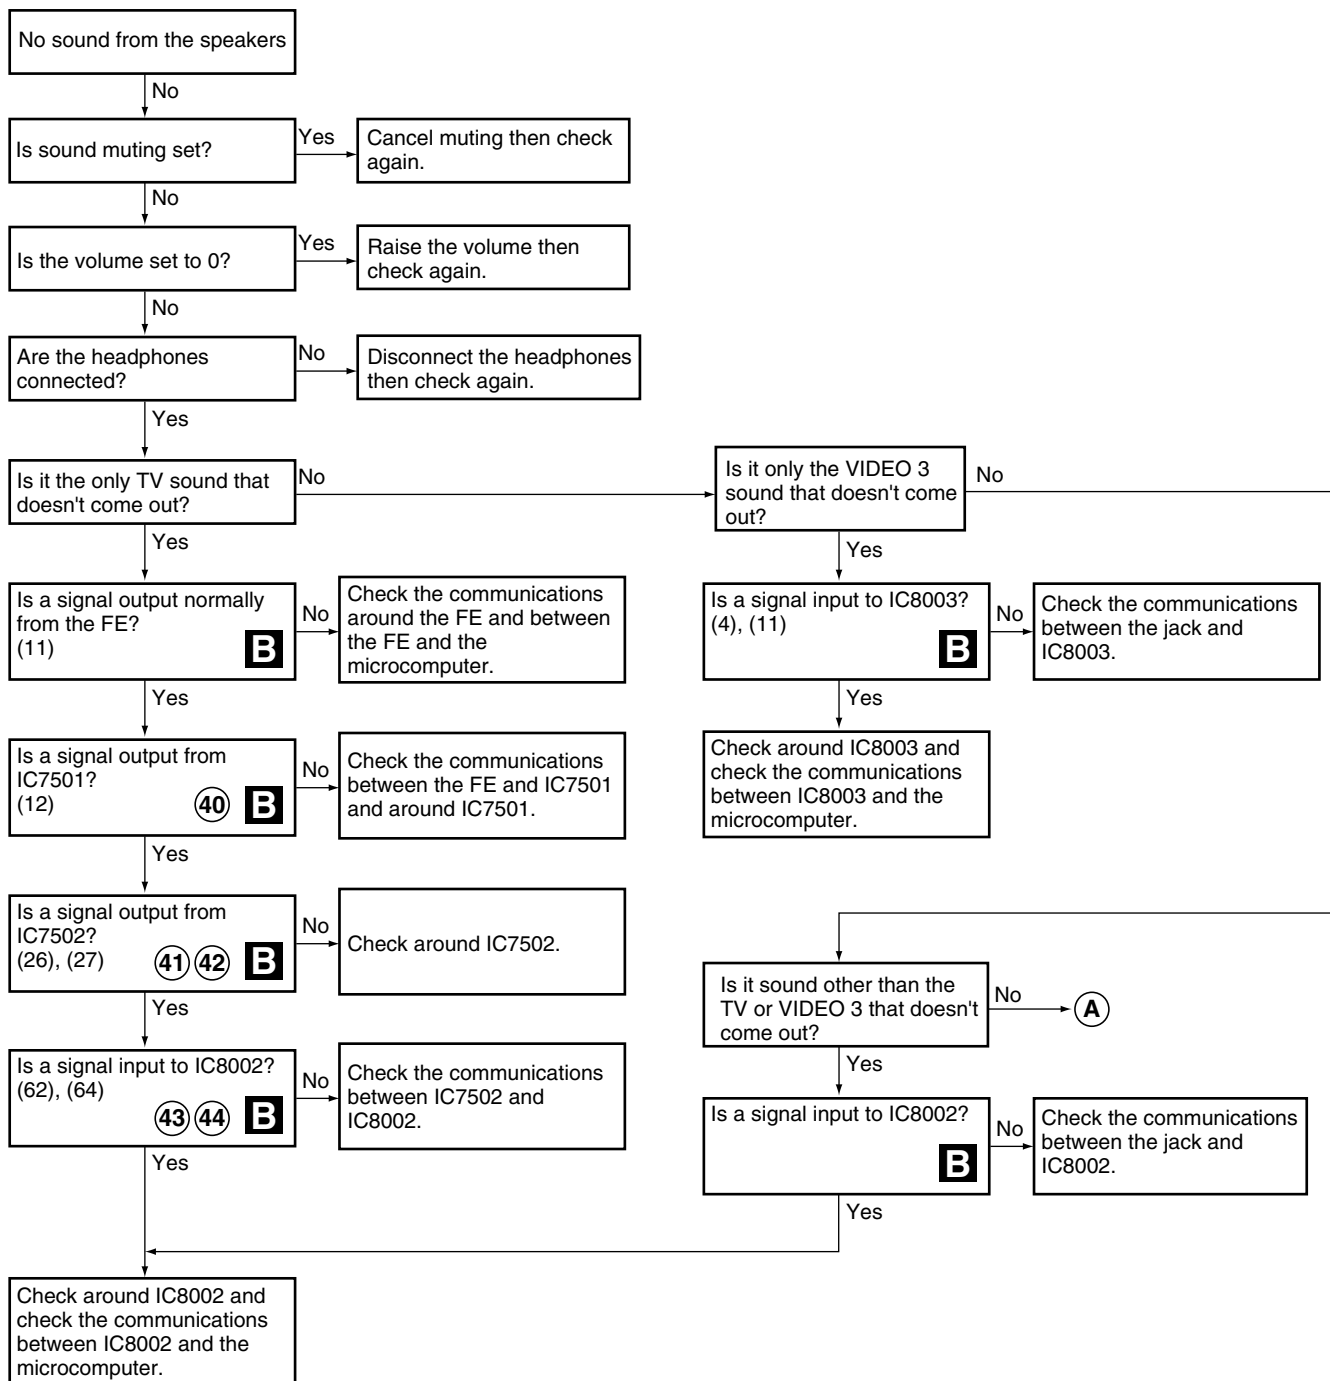 No sound from the speakers
No
Is sound muting set?
Yes
Cancel muting then check
again.
No
Is the volume set to 0?
Yes
Raise the volume then
check again.
No
Are the headphones
connected?
No
Disconnect the headphones
then check again.
Yes
Is it the only TV sound that
doesn't come out?
No
Is it only the VIDEO 3
sound that doesn't come
out?
No
Yes
Yes
Is a signal output normally
from the FE?
(11)
B
No
Check the communications
around the FE and between
the FE and the
microcomputer.
Is a signal input to IC8003?
(4), (11)
B
No
Check the communications
between the jack and
IC8003.
Yes
Yes
Is a signal output from
IC7501?
(12)
40
B
No
Check the communications
between the FE and IC7501
and around IC7501.
Check around IC8003 and
check the communications
between IC8003 and the
microcomputer.
Yes
Is a signal output from
IC7502?
(26), (27)
41
42
B
No
Check around IC7502.
Is it sound other than the
TV or VIDEO 3 that doesn't
come out?
No
A
Yes
Yes
Is a signal input to IC8002?
(62), (64)
43
44
B
No
Check the communications
between IC7502 and
IC8002.
Is a signal input to IC8002?
B
No
Check the communications
between the jack and
IC8002.
Yes
Yes
Check around IC8002 and
check the communications
between IC8002 and the
microcomputer.